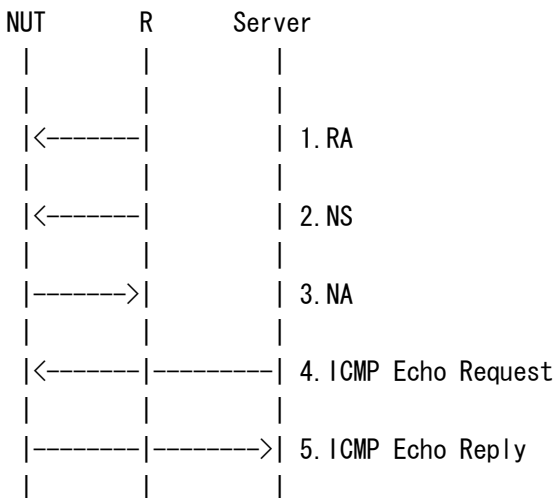 NUT R Server
1.RA
2.NS
3.NA
4.ICMP Echo Request
5.ICMP Echo Reply